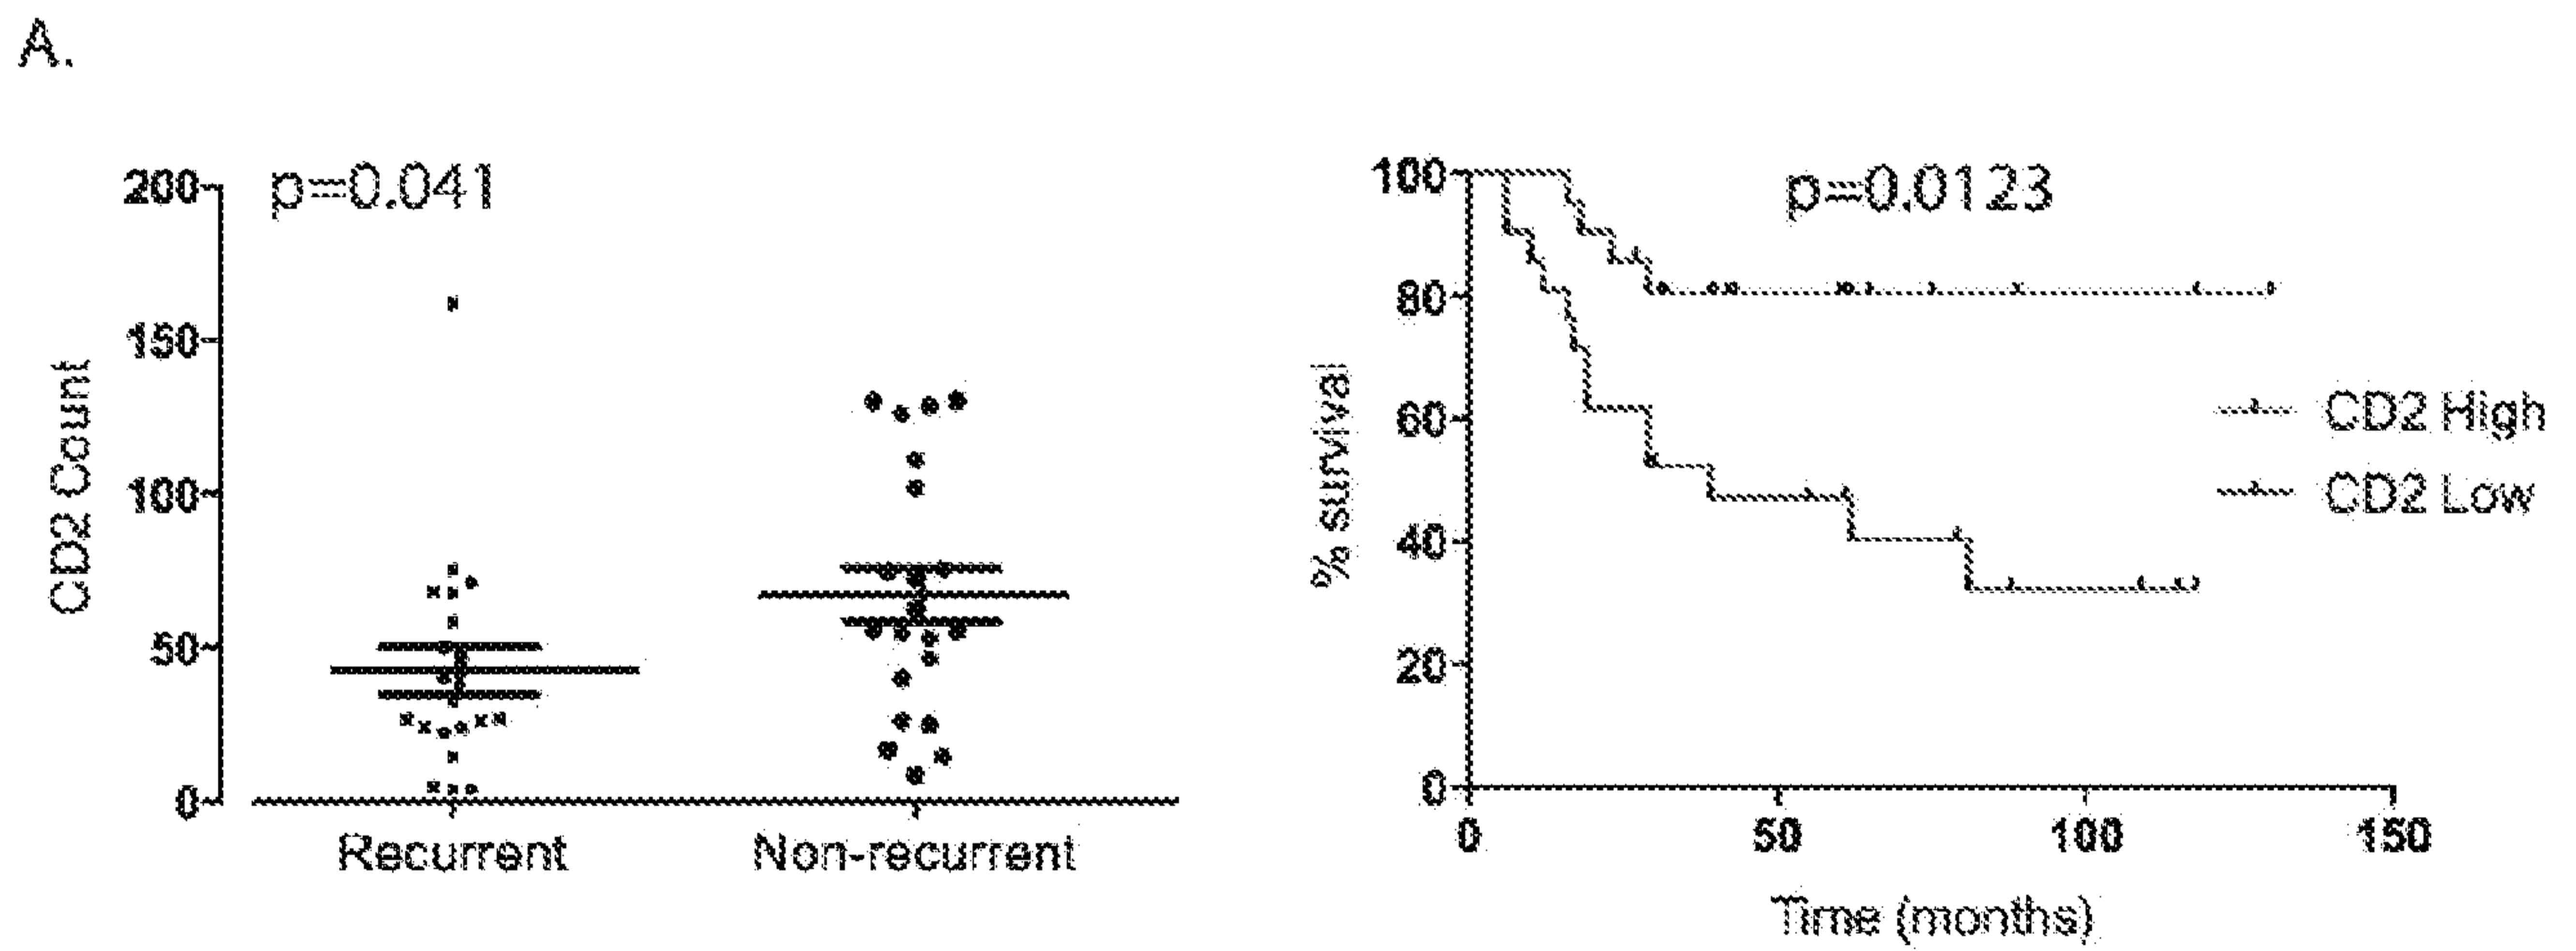 A.
p=0.041
200
150
100
50
0
CD2 Count
Recurrent
Non-recurrent
p=0.0123
100
80
60
40
20
0
% survival
0
50
100
150
Time (months)
CD2 High
CD2 Low